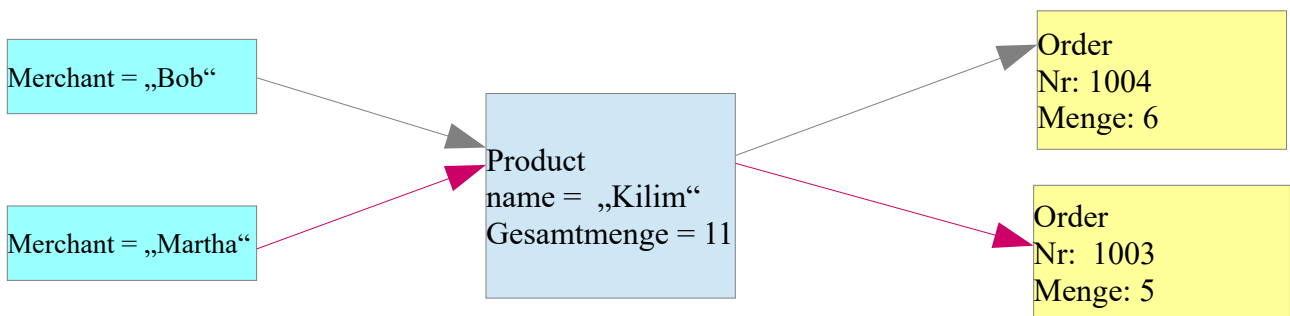 Merchant = „Bob“
Merchant = „Martha“
Product
name =  „Kilim“
Gesamtmenge = 11
Order
Nr: 1004
Menge: 6
Order
Nr:  1003
Menge: 5